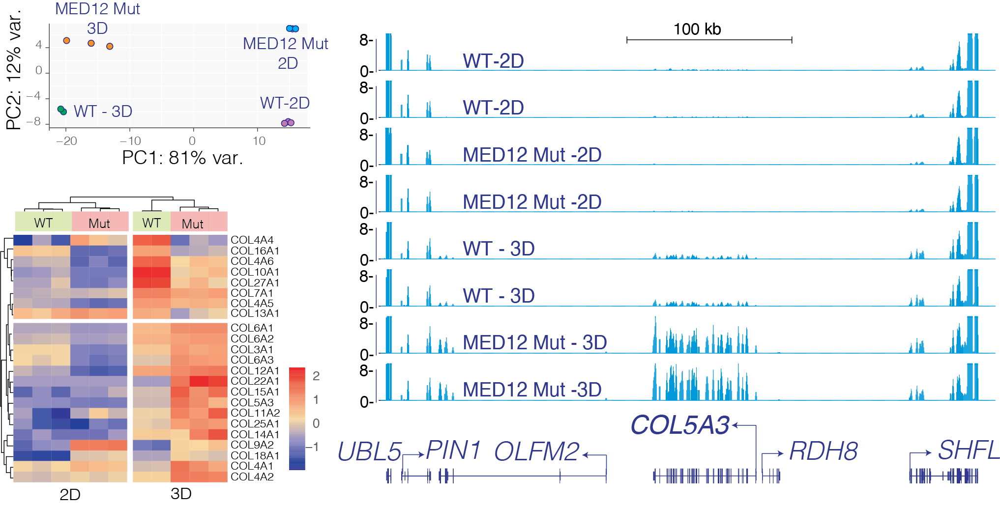 MED12 Mut
3D
MED12 Mut
2D
WT - 3D
WT-2D
PC2: 12% var.
4
0
−4
−8
−20
−10
0
10
PC1: 81% var.
WT
Mut
WT
Mut
COL4A4
COL16A1
COL4A6
COL10A1
COL27A1
COL7A1
COL4A5
COL13A1
COL6A1
COL6A2
COL3A1
COL6A3
COL12A1
COL22A1
COL15A1
COL5A3
COL11A2
COL25A1
COL14A1
COL9A2
COL18A1
COL4A1
COL4A2
2D
3D
2
1
0
−1
100 kb
8-
WT-2D
0-
8-
WT-2D
0-
8-
MED12 Mut -2D
0-
8-
MED12 Mut -2D
0-
8-
WT - 3D
0-
8-
WT - 3D
0-
8-
MED12 Mut - 3D
0-
8-
MED12 Mut -3D
0-
COL5A3
UBL5
PIN1
OLFM2
RDH8
SHFL